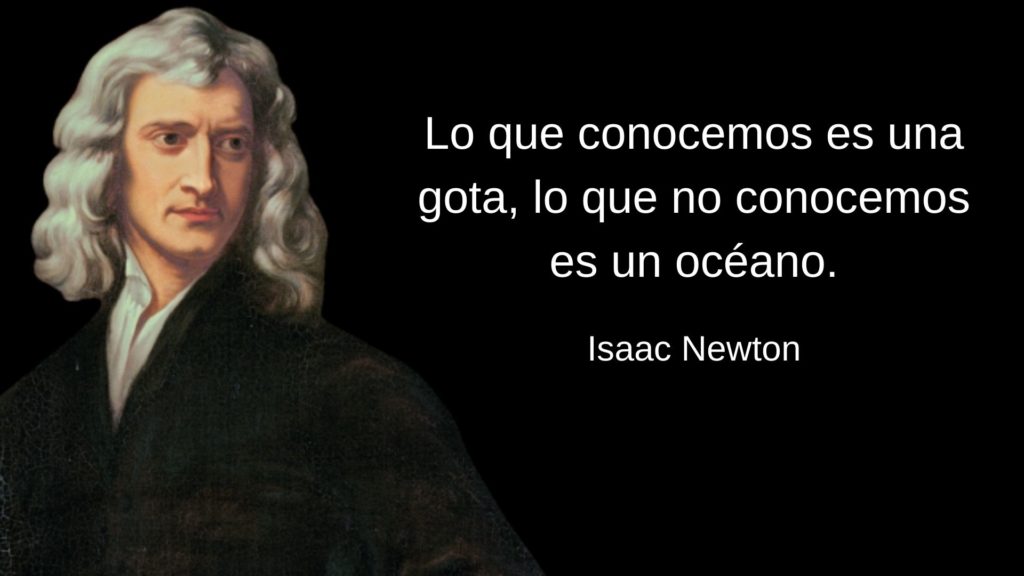 Lo que conocemos es una
gota, lo que no conocemos
es un océano.
Isaac Newton